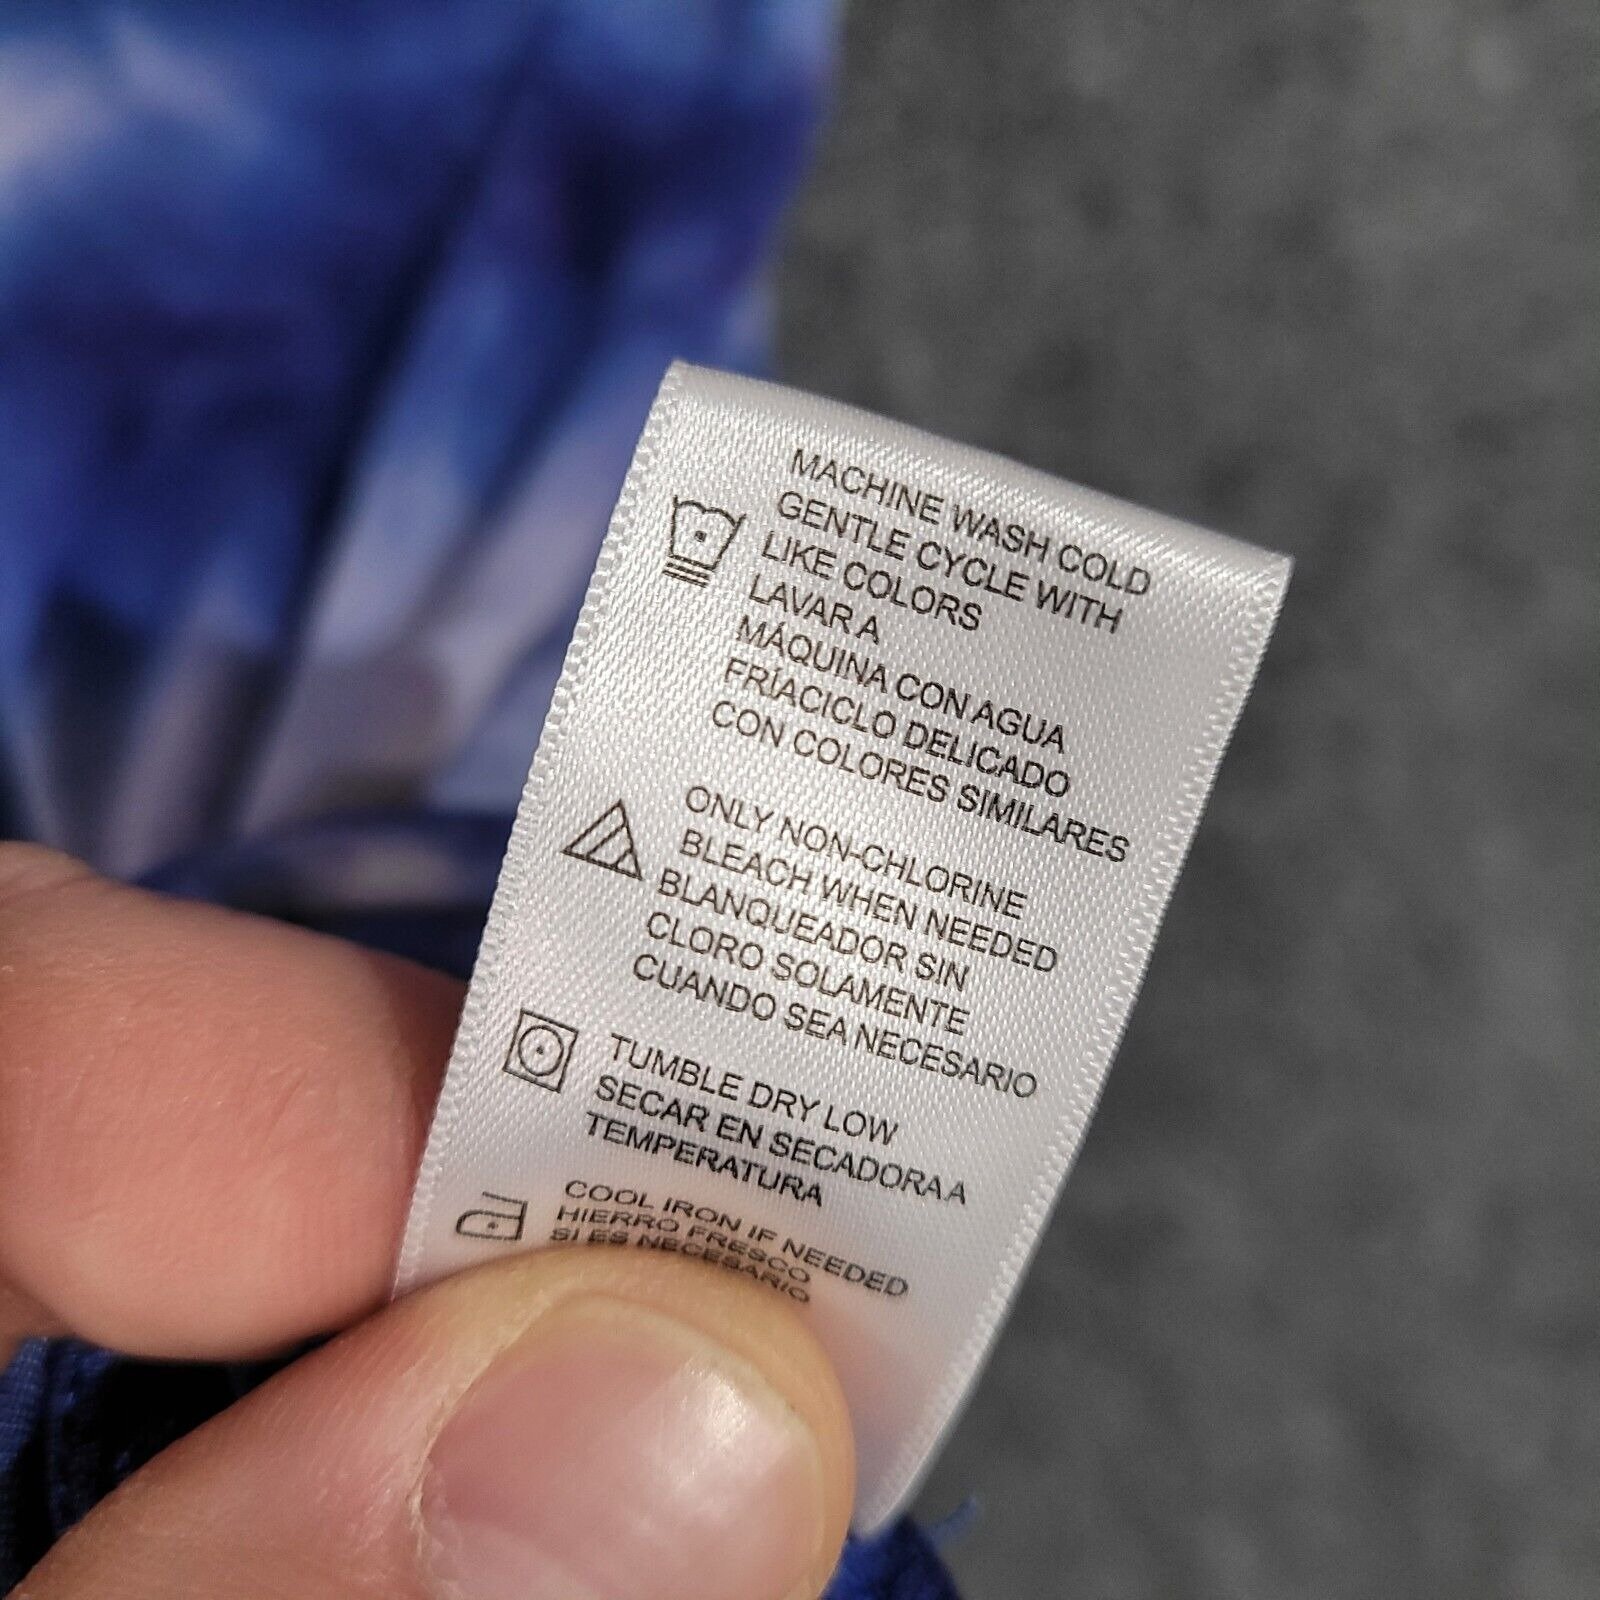 MACHINE WASH COLD
GENTLE CYCLE WITH
LIKE COLORS
LAVAR A
MÁQUINA CON AGUA
FRÍACICLO DELICADO
CON COLORES SIMILARES
ONLY NON-CHLORINE
BLEACH WHEN NEEDED
BLANQUEADOR SIN
CLORO SOLAMENTE
CUANDO SEA NECESARIO
TUMBLE DRY LOW
SECAR EN SECADORA A
TEMPERATURA
COOL IRON IF NEEDED
HIERRO FRESCO
SI ES NECESARIO